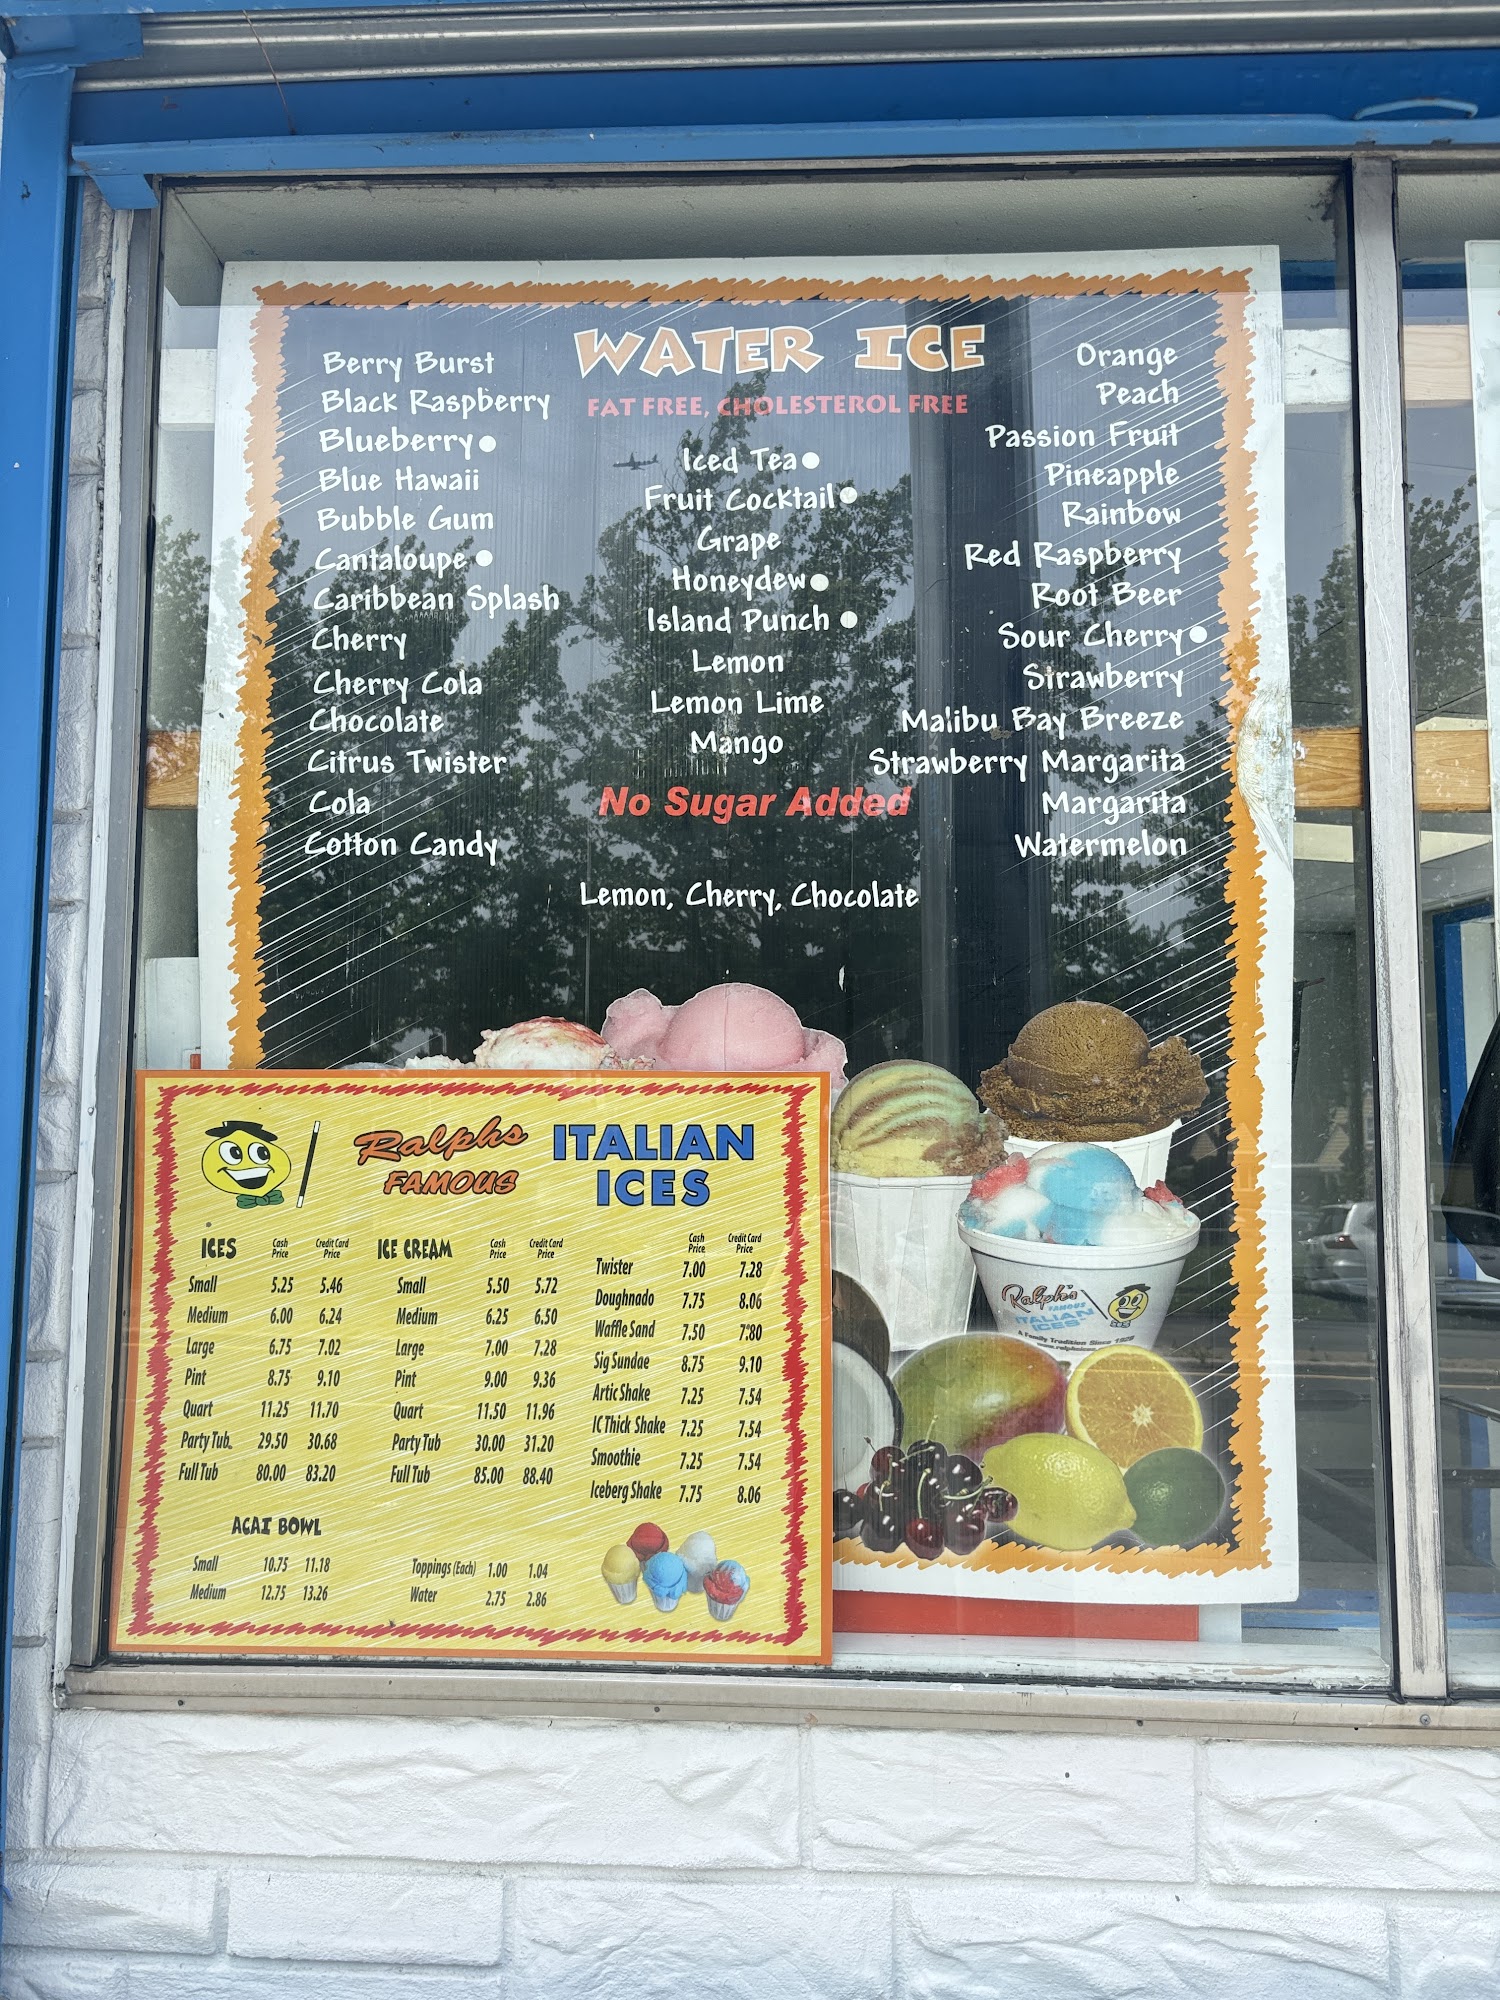 WATER ICE
FAT FREE, CHOLESTEROL FREE
Berry Burst
Black Raspberry
Blueberry
Blue Hawaii
Bubble Gum
Cantaloupe
Caribbean Splash
Cherry
Cherry Cola
Chocolate
Citrus Twister
Cola
Cotton Candy
Iced Tea
Fruit Cocktail
Grape
Honeydew
Island Punch
Lemon
Lemon Lime
Mango
No Sugar Added
Lemon, Cherry, Chocolate
Orange
Peach
Passion Fruit
Pineapple
Rainbow
Red Raspberry
Root Beer
Sour Cherry
Strawberry
Malibu Bay Breeze
Strawberry Margarita
Margarita
Watermelon
Ralph's
FAMOUS
ITALIAN
ICES
A Family Tradition Since 1928
Ralphs
FAMOUS
ITALIAN
ICES
ICES Cash Price Credit Card Price
Small 5.25 5.46
Medium 6.00 6.24
Large 6.75 7.02
Pint 8.75 9.10
Quart 11.25 11.70
Party Tub 29.50 30.68
Full Tub 80.00 83.20
ICE CREAM Cash Price Credit Card Price
Small 5.50 5.72
Medium 6.25 6.50
Large 7.00 7.28
Pint 9.00 9.36
Quart 11.50 11.96
Party Tub 30.00 31.20
Full Tub 85.00 88.40
Cash Price Credit Card Price
Twister 7.00 7.28
Doughnado 7.75 8.06
Waffle Sand 7.50 7.80
Sig Sundae 8.75 9.10
Artic Shake 7.25 7.54
IC Thick Shake 7.25 7.54
Smoothie 7.25 7.54
Iceberg Shake 7.75 8.06
ACAI BOWL
Small 10.75 11.18
Medium 12.75 13.26
Toppings (Each) 1.00 1.04
Water 2.75 2.86